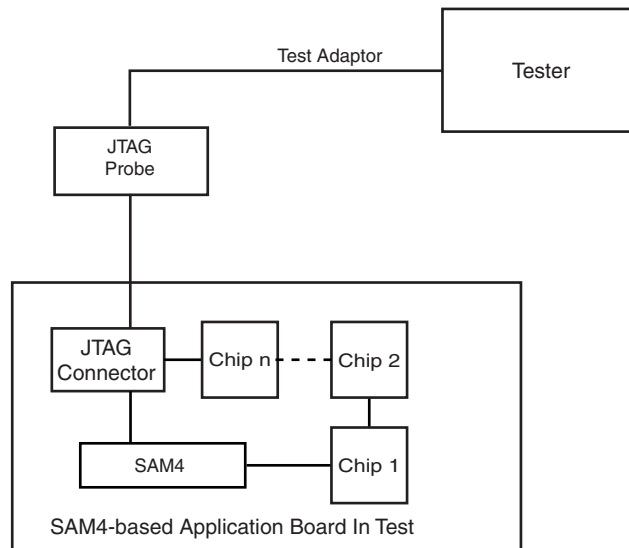 Test Adaptor
Tester
JTAG
Probe
JTAG
Connector
Chip n
Chip 2
SAM4
Chip 1
SAM4-based Application Board In Test